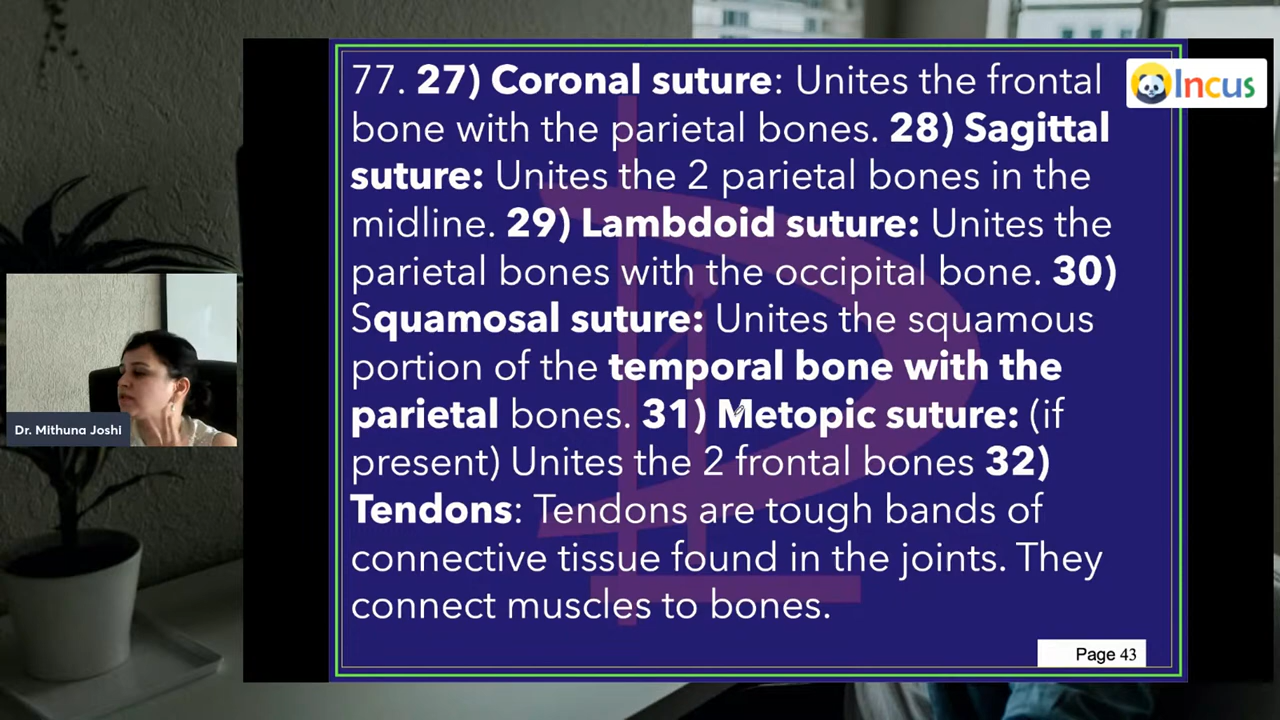 77. 27) Coronal suture: Unites the frontal
bone with the parietal bones. 28) Sagittal
suture: Unites the 2 parietal bones in the
midline. 29) Lambdoid suture: Unites the
parietal bones with the occipital bone. 30)
Squamosal suture: Unites the squamous
portion of the temporal bone with the
parietal bones. 31) Metopic suture: (if
present) Unites the 2 frontal bones 32)
Tendons: Tendons are tough bands of
connective tissue found in the joints. They
connect muscles to bones.
Page 43
Incus
Dr. Mithuna Joshi